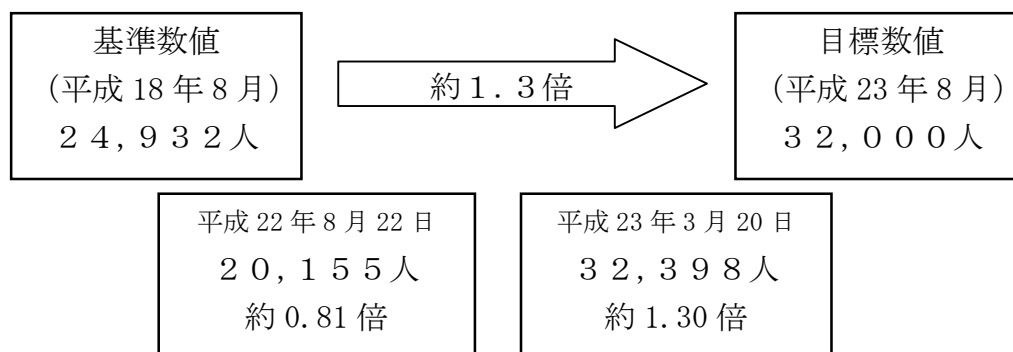 基準数値
(平成 18 年 8 月)
２４,９３２人
約１.３倍
目標数値
(平成 23 年 8 月)
３２,０００人
平成 22 年 8 月 22 日
２０,１５５人
約 0.81 倍
平成 23 年 3 月 20 日
３２,３９８人
約 1.30 倍